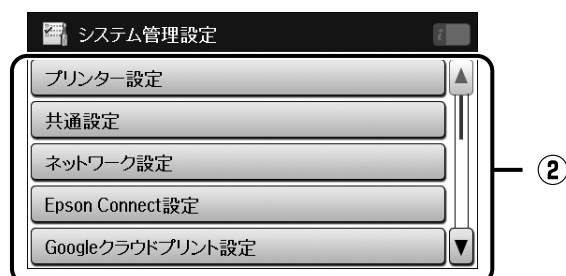 システム管理設定
プリンター設定
共通設定
ネットワーク設定
Epson Connect設定
Googleクラウドプリント設定
②